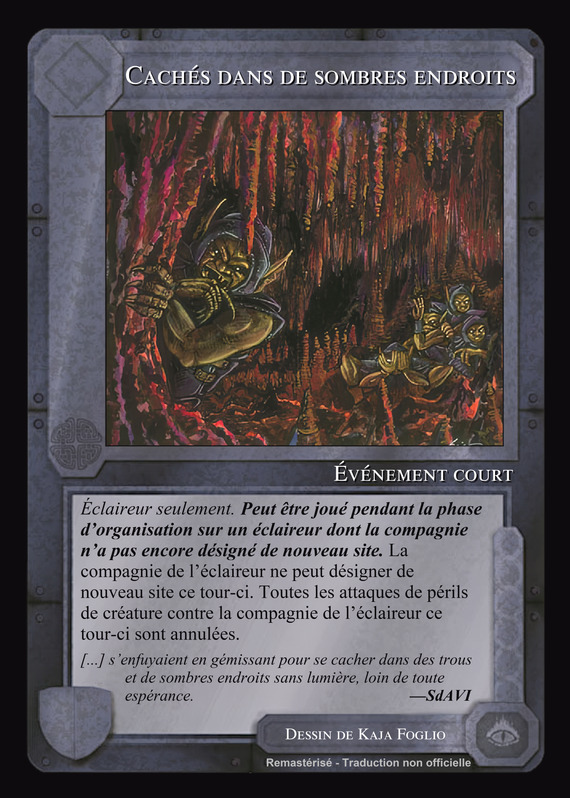 Cachés dans de sombres endroits
Événement court
Éclaireur seulement. Peut être joué pendant la phase
d’organisation sur un éclaireur dont la compagnie
n’a pas encore désigné de nouveau site. La
compagnie de l’éclaireur ne peut désigner de
nouveau site ce tour-ci. Toutes les attaques de périls
de créature contre la compagnie de l’éclaireur ce
tour-ci sont annulées.
[...] s’enfuyaient en gémissant pour se cacher dans des trous
et de sombres endroits sans lumière, loin de toute
espérance. —SdAVI
Dessin de Kaja Foglio
Remastérisé - Traduction non officielle